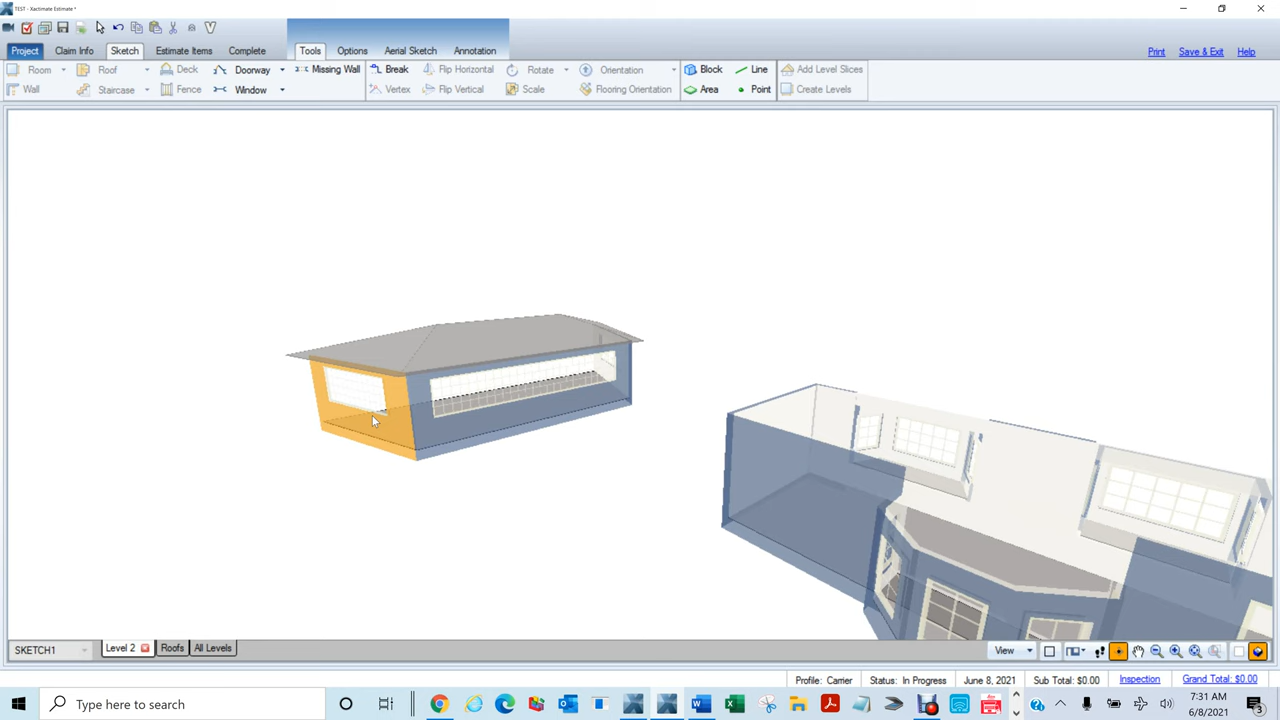 TEST - Xactimate Estimate*
Project Claim Info Sketch Estimate Items Complete Tools Options Aerial Sketch Annotation Print Save & Exit Help
Room Roof Deck Doorway Missing Wall Break Flip Horizontal Rotate Orientation Block Line Add Level Slices
Wall Staircase Fence Window Vertex Flip Vertical Scale Flooring Orientation Area Point Create Levels
SKETCH1 Level 2 Roofs All Levels View
Profile: Carrier Status: In Progress June 8, 2021 Sub Total: $0.00 Inspection Grand Total: $0.00
Type here to search
7:31 AM
6/8/2021
3